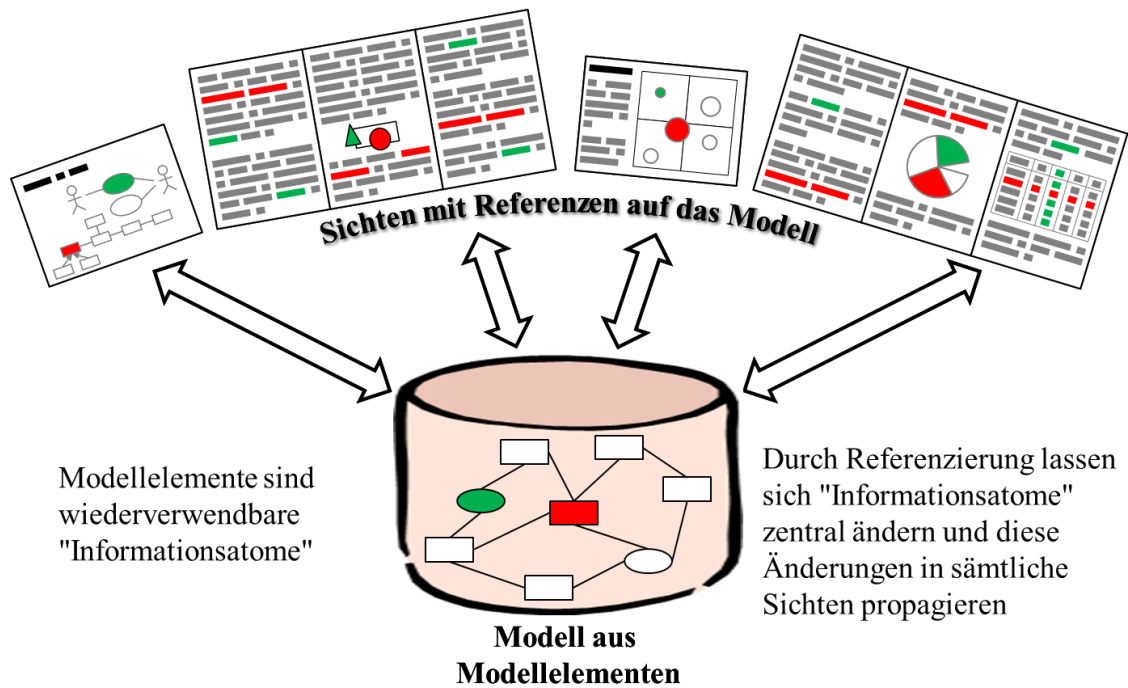 Sichten mit Referenzen auf das Modell
Modellelemente sind
wiederverwendbare
"Informationsatome"
Durch Referenzierung lassen
sich "Informationsatome"
zentral ändern und diese
Änderungen in sämtliche
Sichten propagieren
Modell aus
Modellelementen